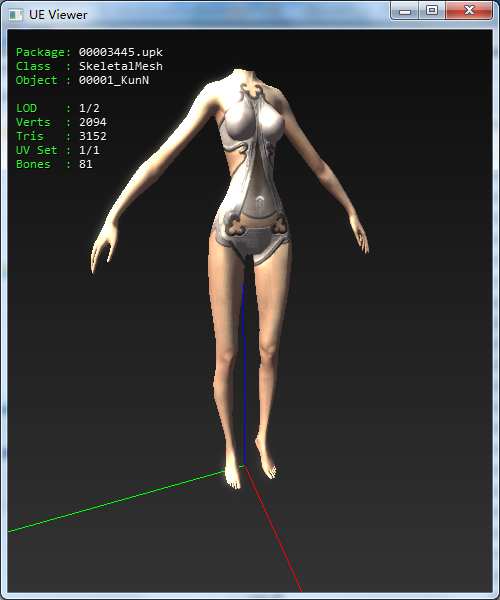 UE Viewer
Package: 00003445.upk
Class : SkeletalMesh
Object : 00001_KunN
LOD : 1/2
Verts : 2094
Tris : 3152
UV Set : 1/1
Bones : 81